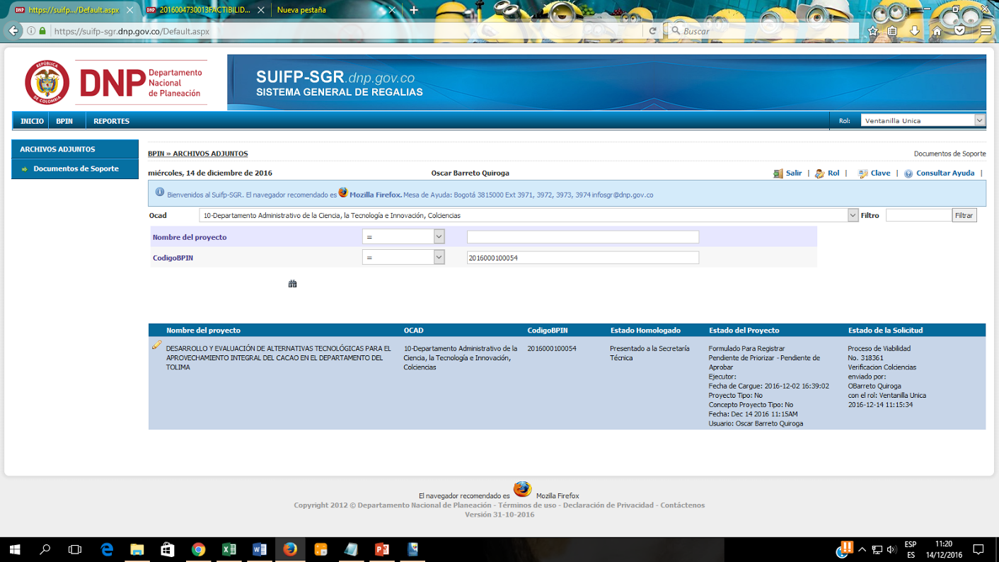 https://suifp.../Default.aspx
2016004730013FACTIBILID...
Nueva pestaña
https://suifp-sgr.dnp.gov.co/Default.aspx
Buscar
REPÚBLICA
DE COLOMBIA
DNP Departamento
Nacional
de Planeación
SUIFP-SGR.dnp.gov.co
SISTEMA GENERAL DE REGALIAS
INICIO BPIN REPORTES
Rol: Ventanilla Unica
ARCHIVOS ADJUNTOS
Documentos de Soporte
BPIN » ARCHIVOS ADJUNTOS
Documentos de Soporte
miércoles, 14 de diciembre de 2016 Oscar Barreto Quiroga Salir | Rol | Clave | Consultar Ayuda |
Bienvenidos al Suifp-SGR. El navegador recomendado es Mozilla Firefox. Mesa de Ayuda: Bogotá 3815000 Ext 3971, 3972, 3973, 3974 infosgr@dnp.gov.co
Ocad 10-Departamento Administrativo de la Ciencia, la Tecnología e Innovación, Colciencias Filtro Filtrar
Nombre del proyecto =
CodigoBPIN = 2016000100054
Nombre del proyecto OCAD CodigoBPIN Estado Homologado Estado del Proyecto Estado de la Solicitud
DESARROLLO Y EVALUACIÓN DE ALTERNATIVAS TECNOLÓGICAS PARA EL
APROVECHAMIENTO INTEGRAL DEL CACAO EN EL DEPARTAMENTO DEL
TOLIMA
10-Departamento Administrativo de la
Ciencia, la Tecnología e Innovación,
Colciencias
2016000100054
Presentado a la Secretaría
Técnica
Formulado Para Registrar
Pendiente de Priorizar - Pendiente de
Aprobar
Ejecutor:
Fecha de Cargue: 2016-12-02 16:39:02
Proyecto Tipo: No
Concepto Proyecto Tipo: No
Fecha: Dec 14 2016 11:15AM
Usuario: Oscar Barreto Quiroga
Proceso de Viabilidad
No. 318361
Verificacion Colciencias
enviado por:
OBarreto Quiroga
con el rol: Ventanilla Unica
2016-12-14 11:15:34
El navegador recomendado es Mozilla Firefox
Copyright 2012 © Departamento Nacional de Planeación - Términos de uso - Declaración de Privacidad - Contáctenos
Versión 31-10-2016
ESP
ES
11:20
14/12/2016